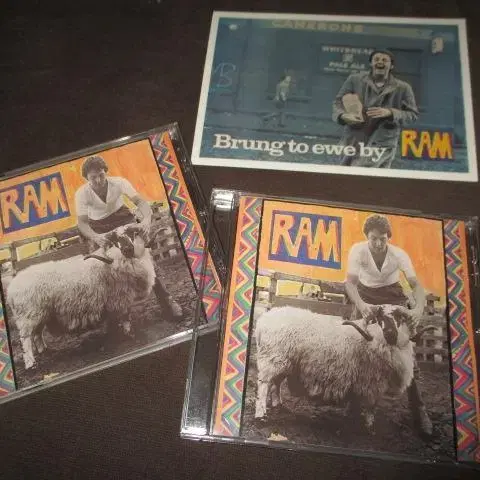 CAMERONS
WHITBREAD
PALE ALE
Brung to ewe by
RAM
RAM
RAM